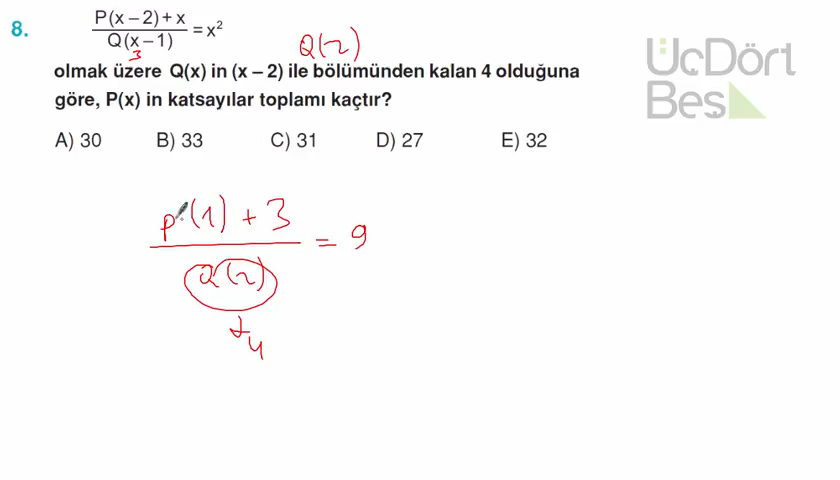 8. P(x – 2) + x / Q(x – 1) = x²
3
Q(2)
olmak üzere Q(x) in (x – 2) ile bölümünden kalan 4 olduğuna
göre, P(x) in katsayılar toplamı kaçtır?
A) 30 B) 33 C) 31 D) 27 E) 32
ÜçDört
Beş
P(1) + 3 / Q(2) = 9
4